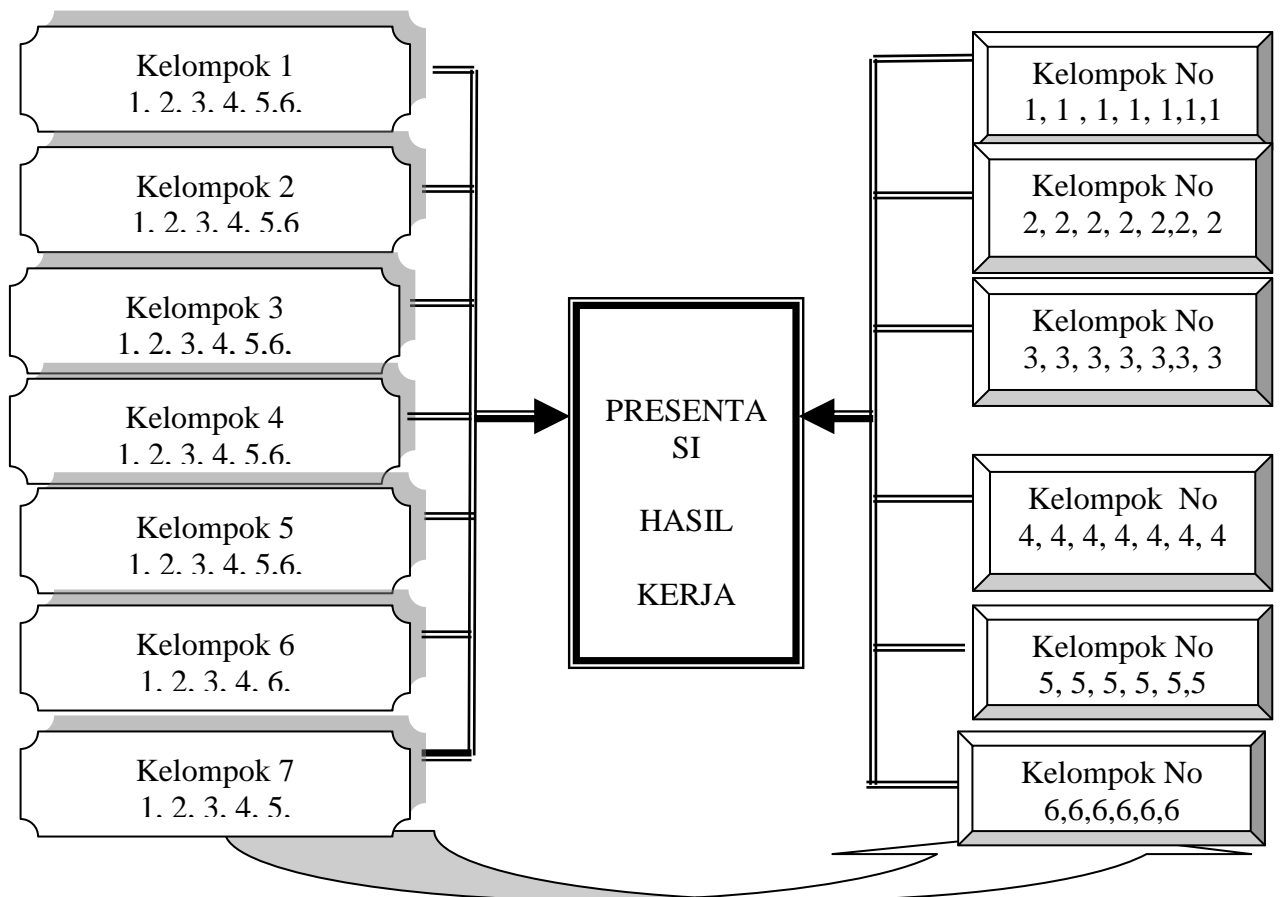 Kelompok 1
1, 2, 3, 4, 5,6,
Kelompok 2
1, 2, 3, 4, 5,6
Kelompok 3
1, 2, 3, 4, 5,6,
Kelompok 4
1, 2, 3, 4, 5,6,
Kelompok 5
1, 2, 3, 4, 5,6,
Kelompok 6
1, 2, 3, 4, 6,
Kelompok 7
1, 2, 3, 4, 5,
PRESENTA
SI
HASIL
KERJA
Kelompok No
1, 1 , 1, 1, 1,1,1
Kelompok No
2, 2, 2, 2, 2,2, 2
Kelompok No
3, 3, 3, 3, 3,3, 3
Kelompok  No
4, 4, 4, 4, 4, 4, 4
Kelompok No
5, 5, 5, 5, 5,5
Kelompok No
6,6,6,6,6,6